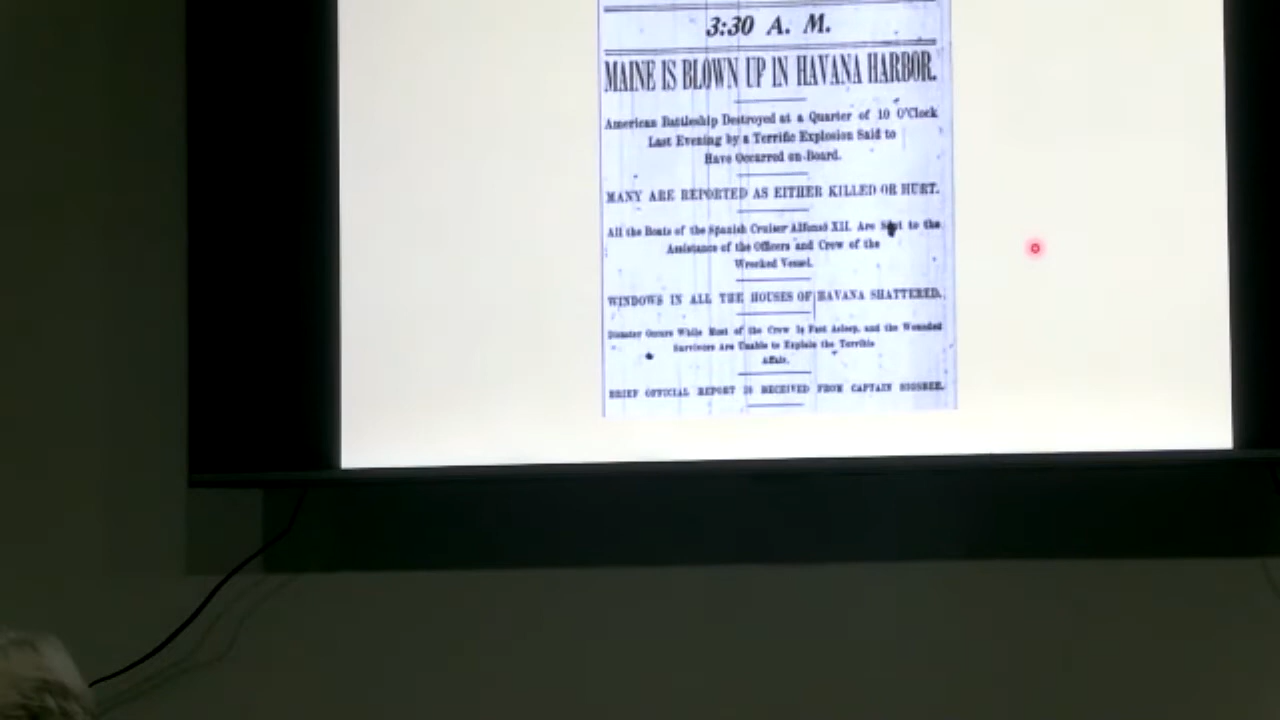 3:30 A. M.
MAINE IS BLOWN UP IN HAVANA HARBOR.
American Battleship Destroyed at a Quarter of 10 O'Clock
Last Evening by a Terrific Explosion Said to
Have Occurred on Board.
MANY ARE REPORTED AS EITHER KILLED OR HURT.
All the Boats of the Spanish Cruiser Alfonso XII. Are Sent to the
Assistance of the Officers and Crew of the
Wrecked Vessel.
WINDOWS IN ALL THE HOUSES OF HAVANA SHATTERED.
Disaster Occurs While Most of the Crew Is Fast Asleep, and the Wounded
Survivors Are Unable to Explain the Terrible
Affair.
BRIEF OFFICIAL REPORT IS RECEIVED FROM CAPTAIN SIGSBEE.